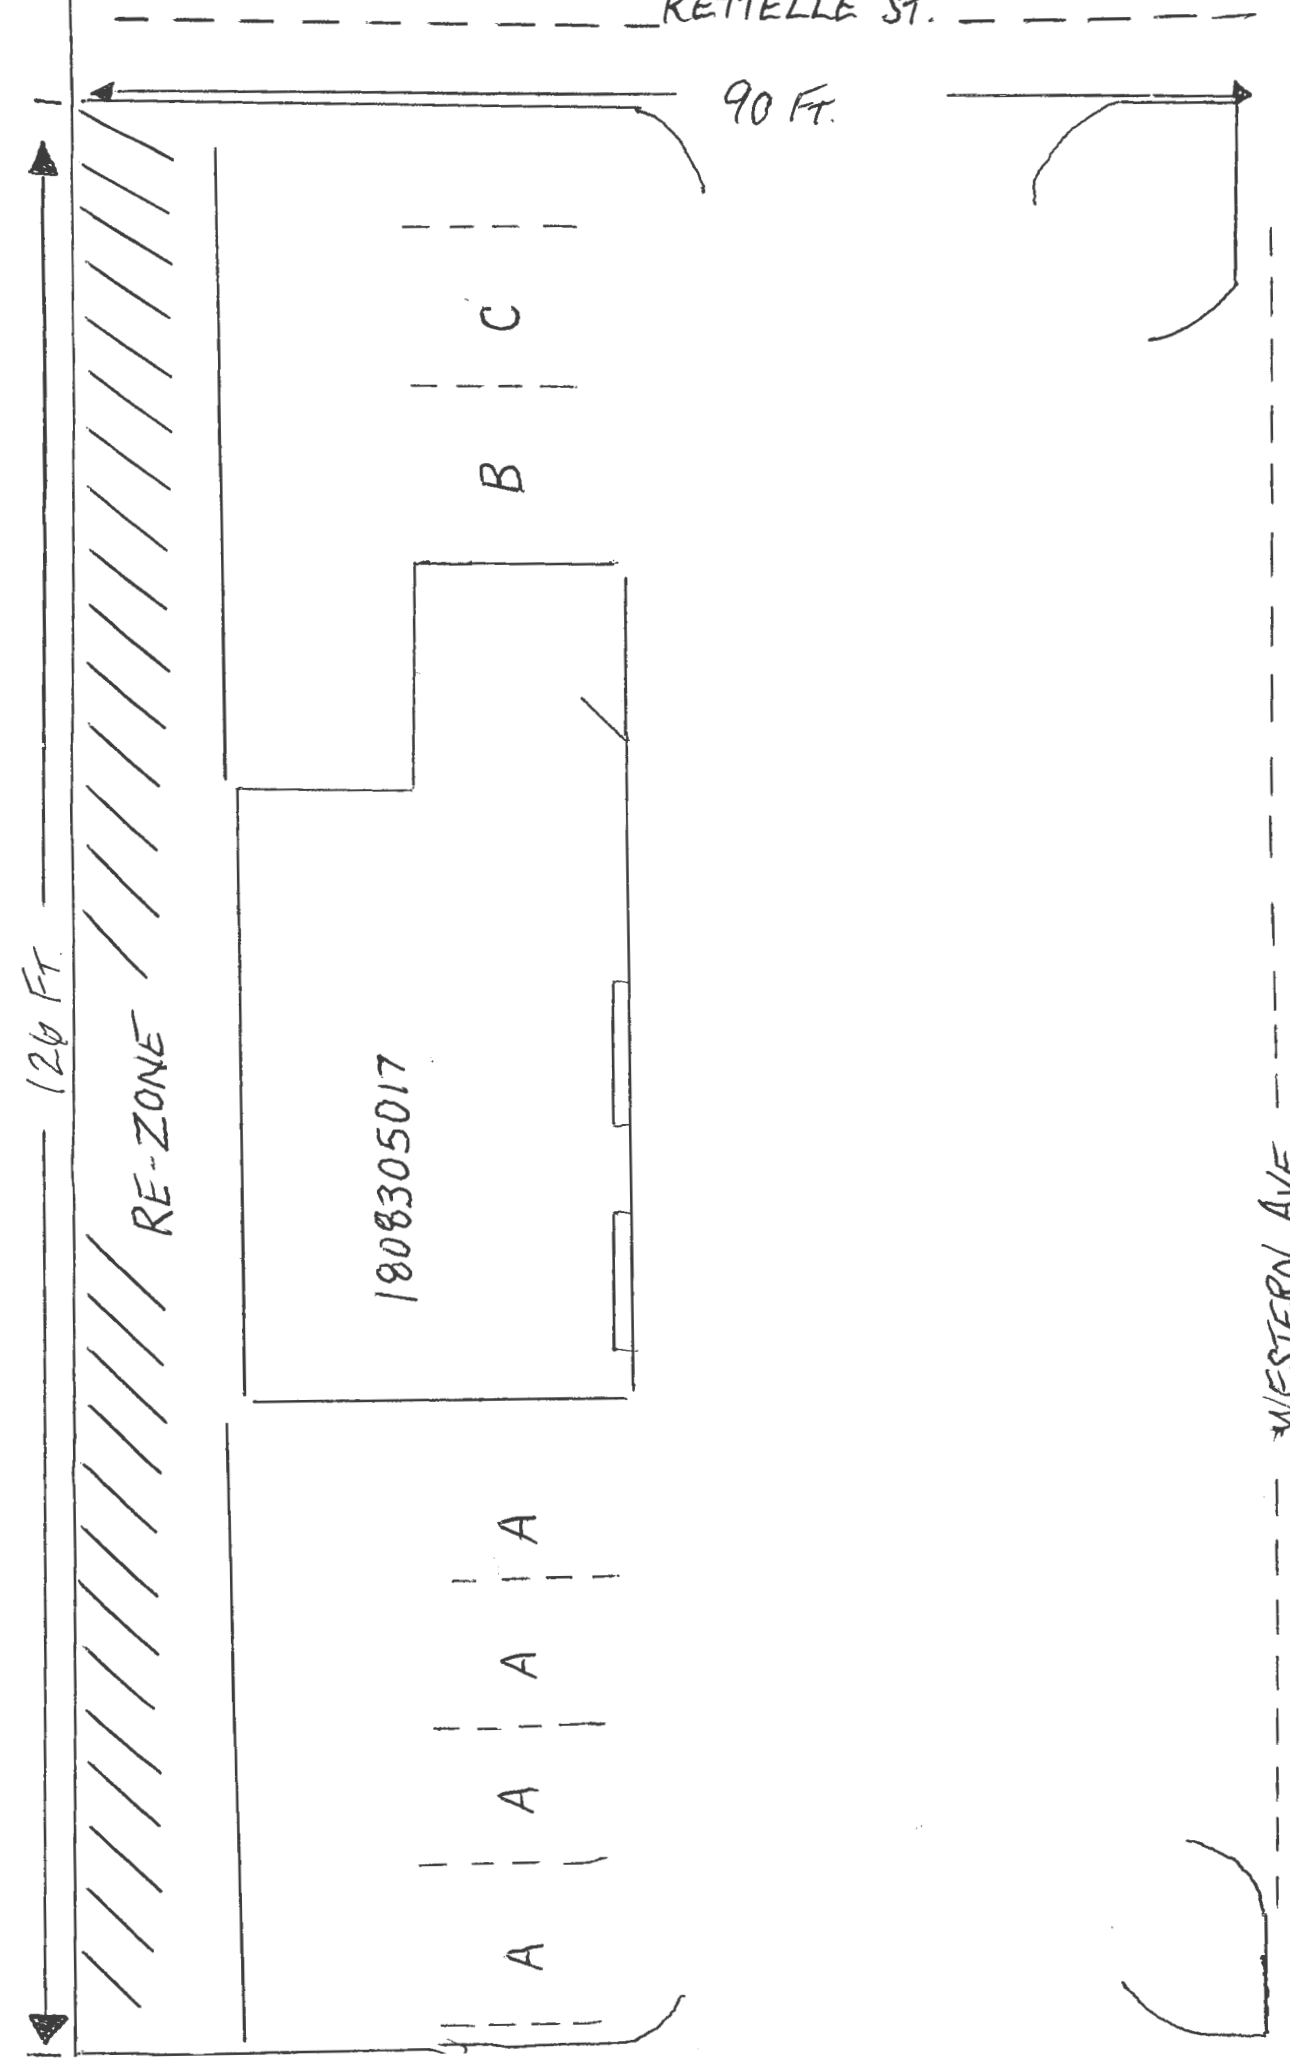 KETTELLE ST.
90 FT.
C
B
126 FT.
RE-ZONE
1808305017
WESTERN AVE
A
A
A
A